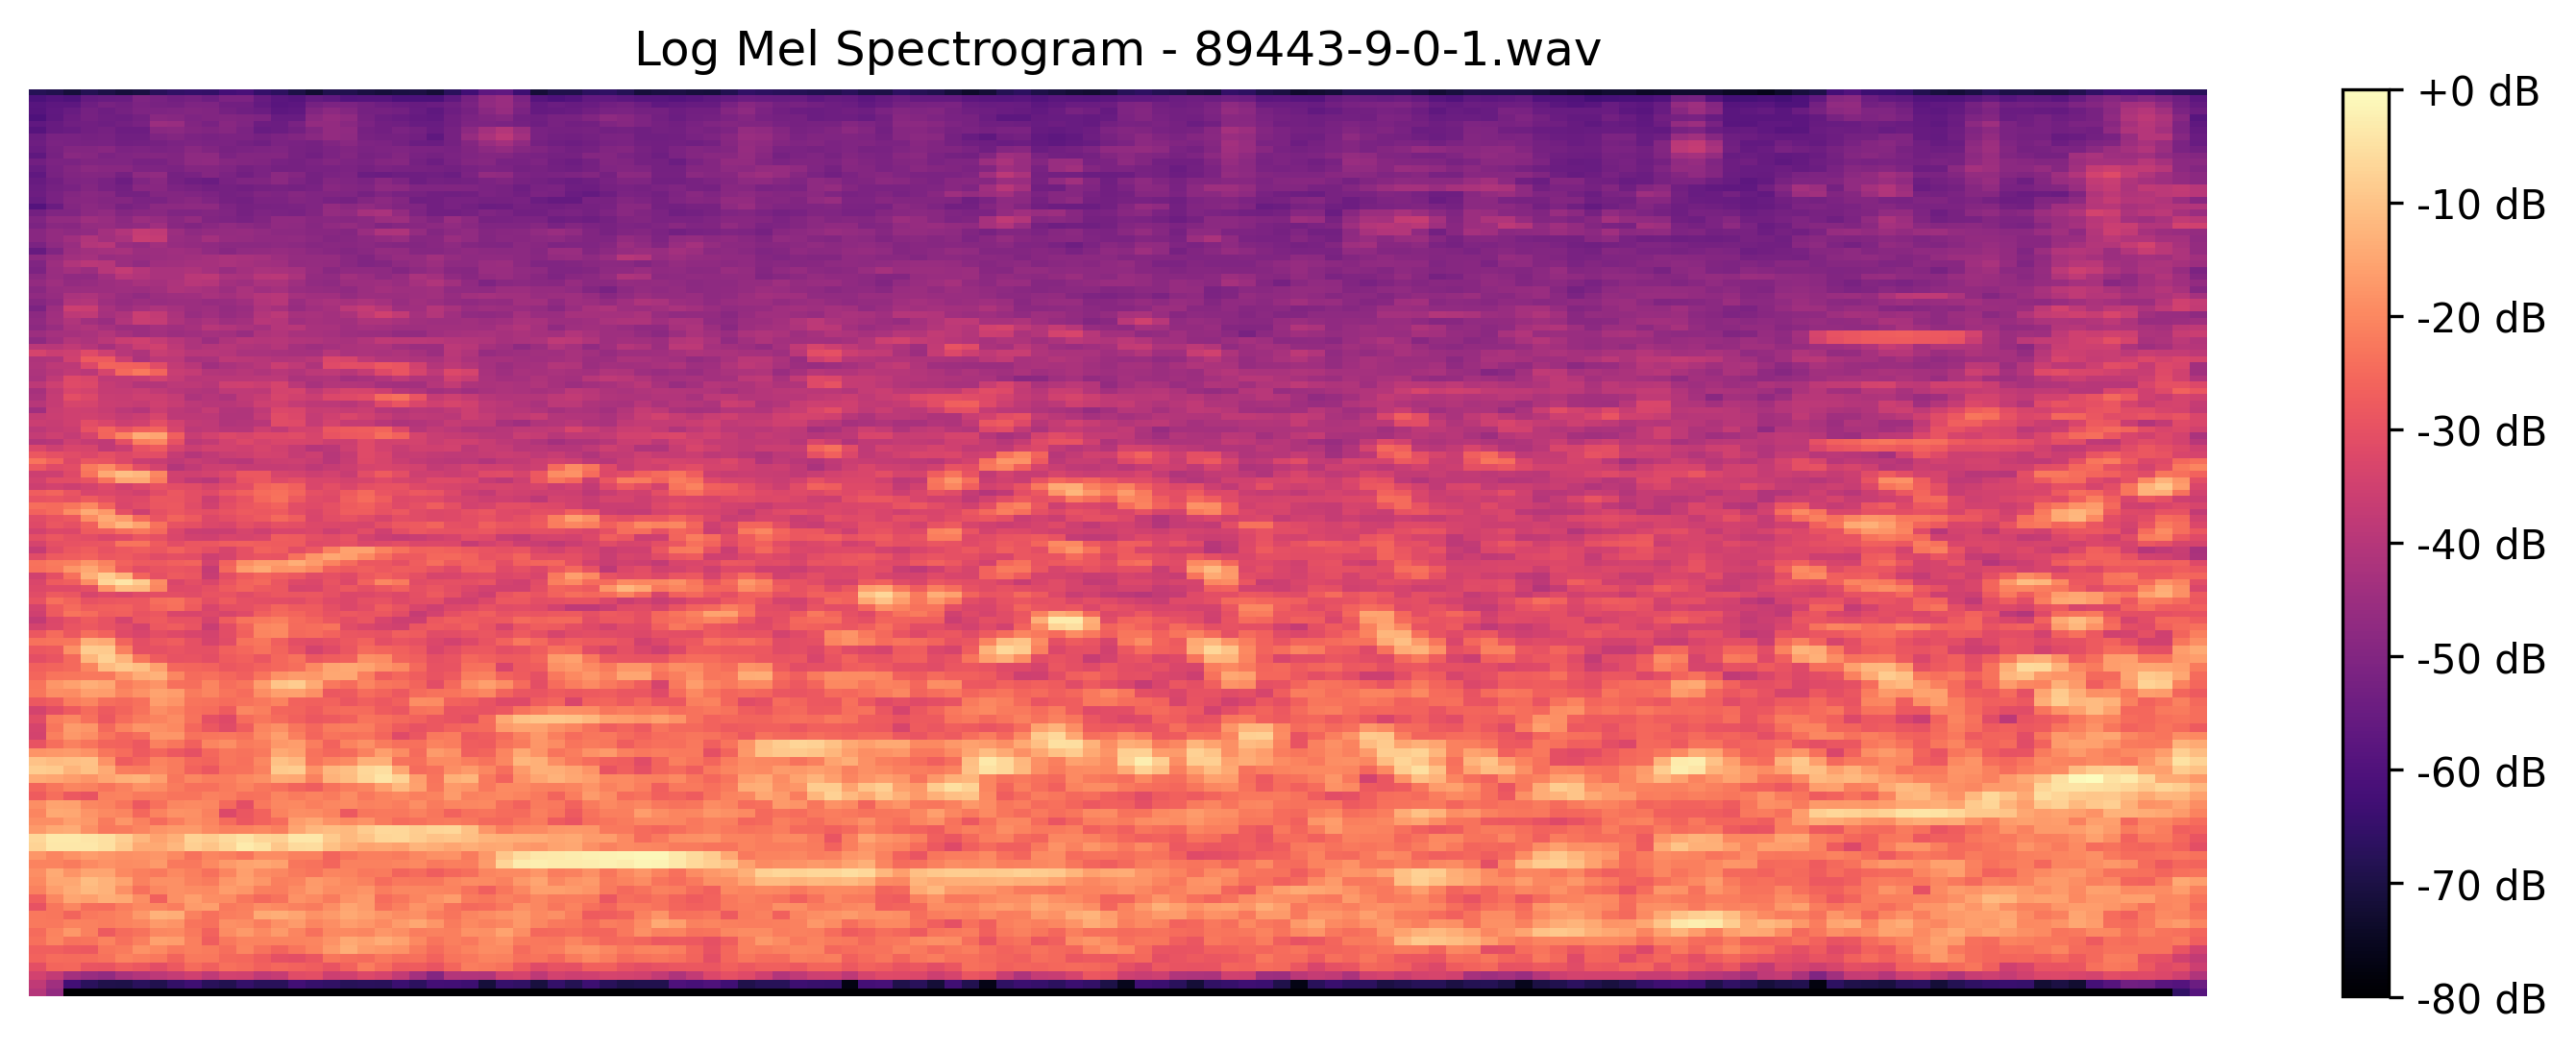 Log Mel Spectrogram - 89443-9-0-1.wav
+0 dB
-10 dB
-20 dB
-30 dB
-40 dB
-50 dB
-60 dB
-70 dB
-80 dB